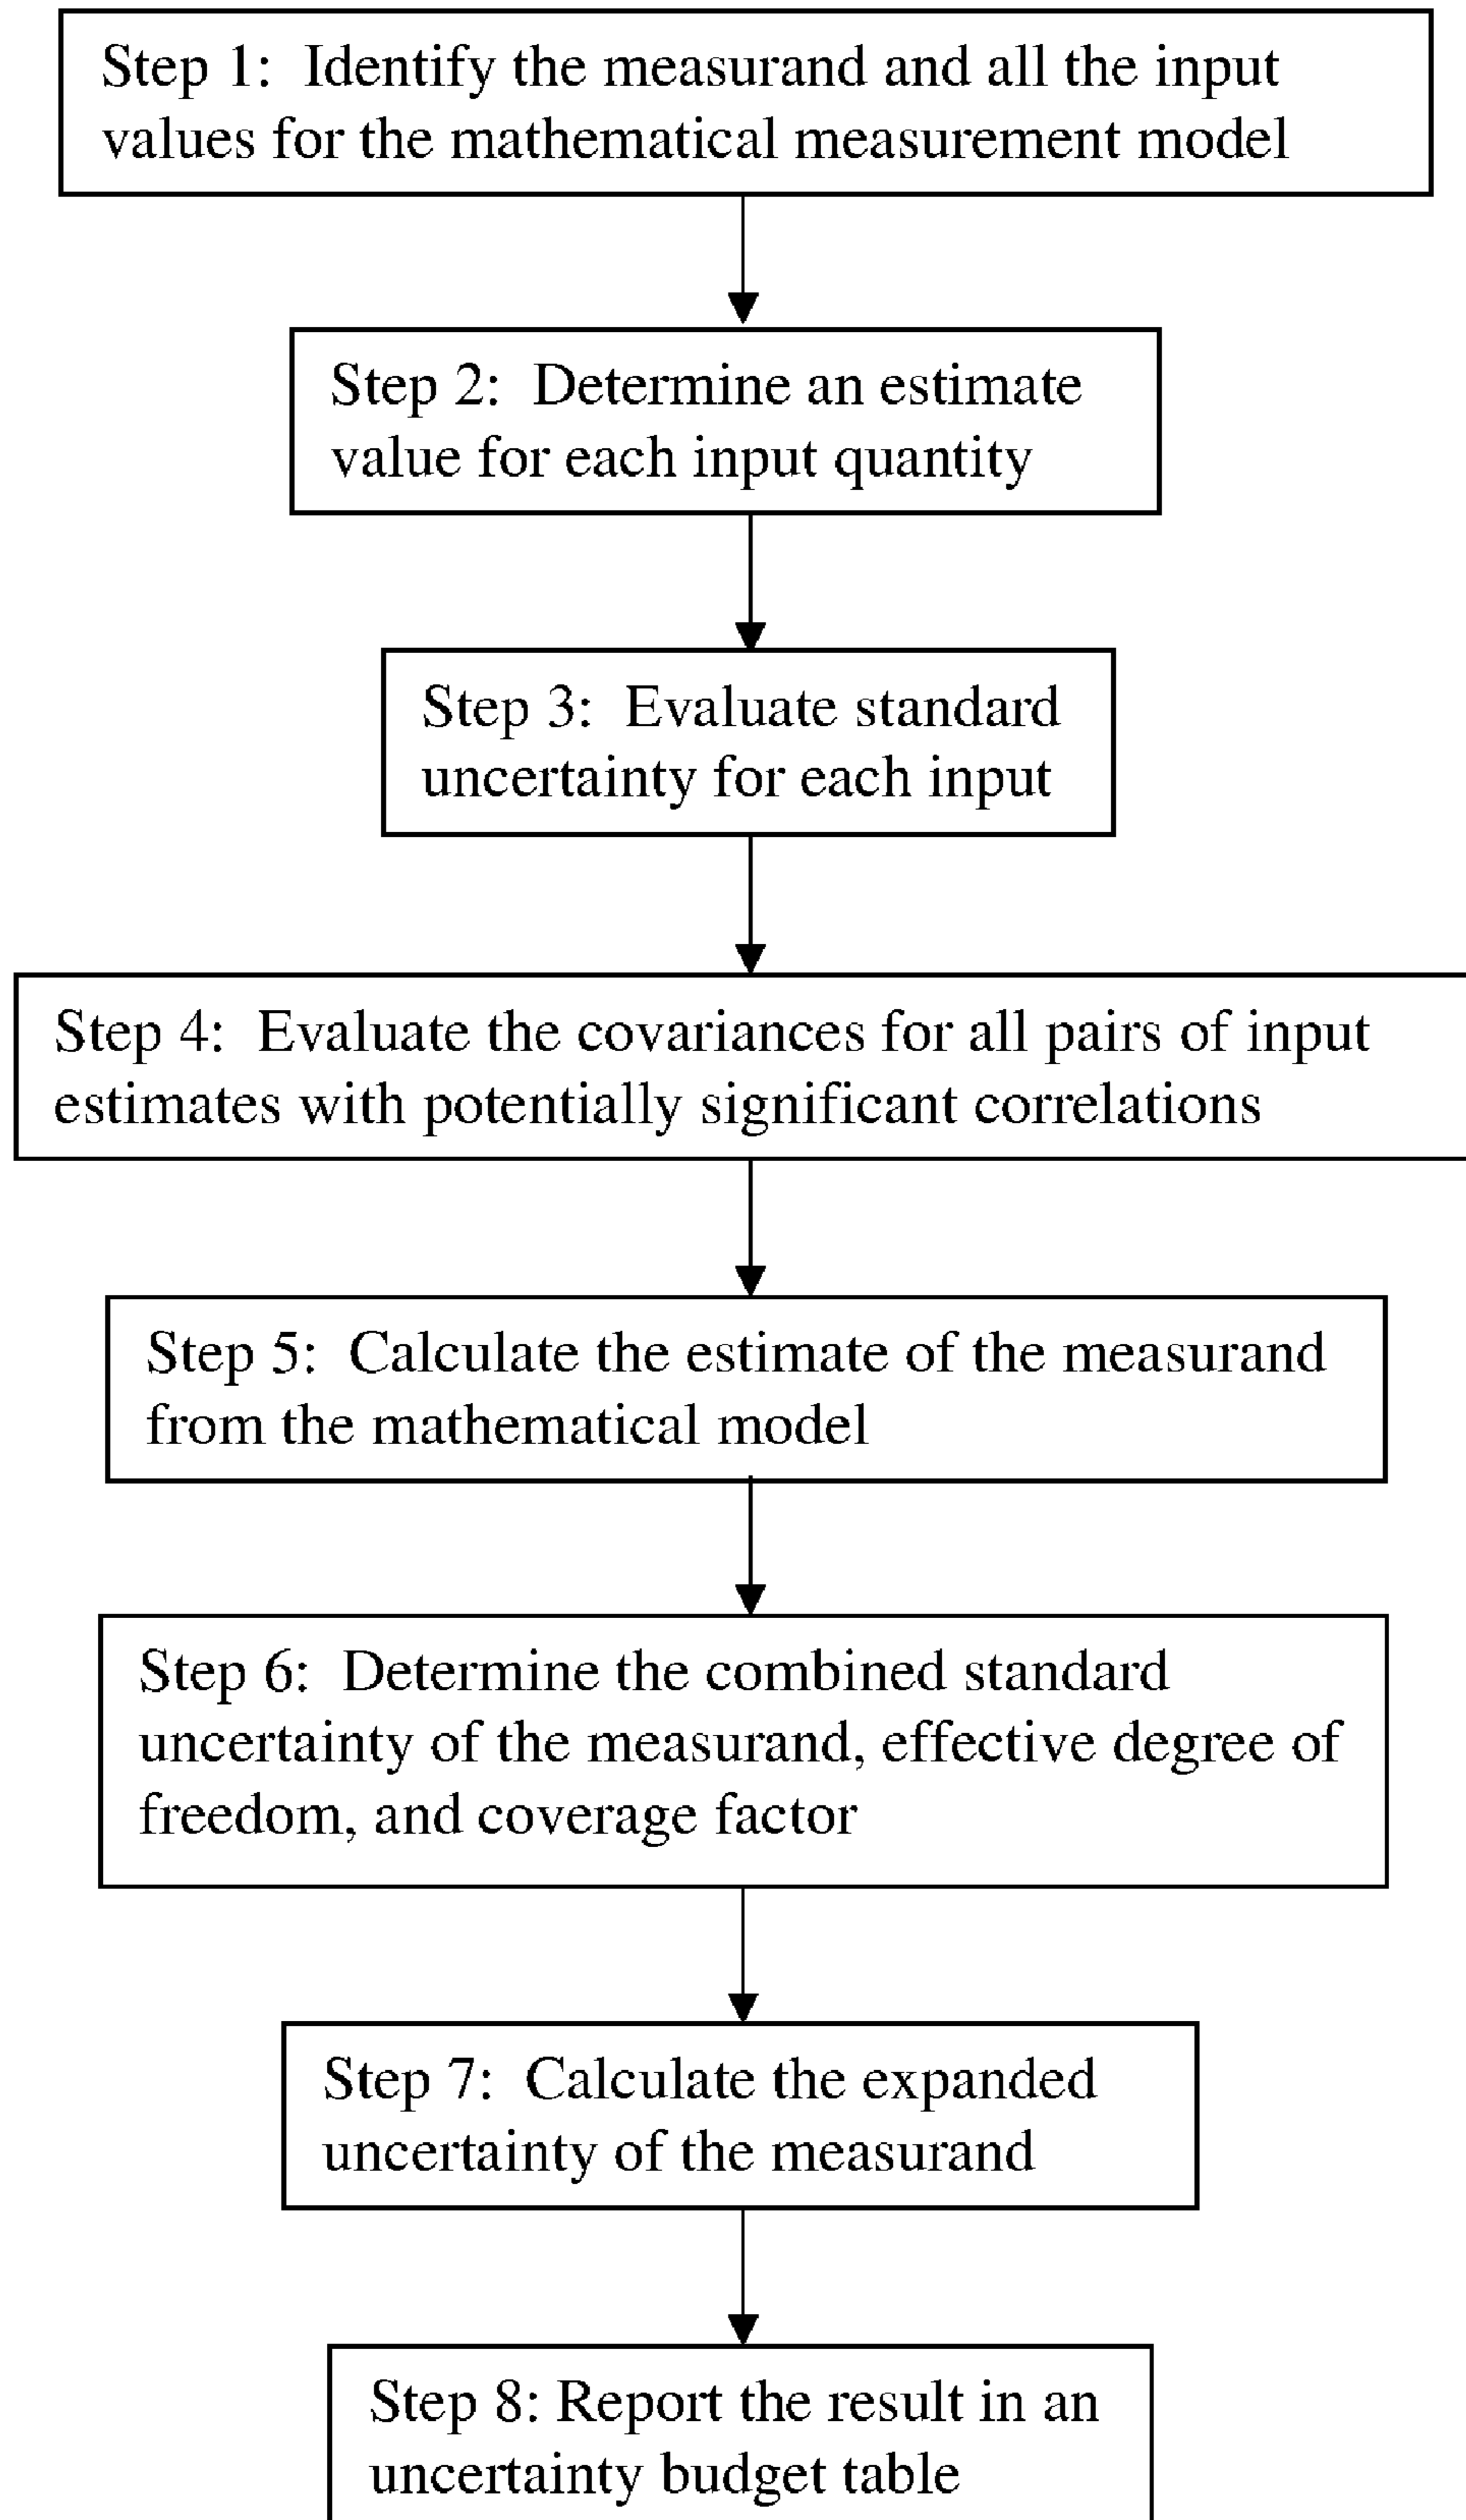 Step 1:  Identify the measurand and all the input
values for the mathematical measurement model
Step 2:  Determine an estimate
value for each input quantity
Step 3:  Evaluate standard
uncertainty for each input
Step 4:  Evaluate the covariances for all pairs of input
estimates with potentially significant correlations
Step 5:  Calculate the estimate of the measurand
from the mathematical model
Step 6:  Determine the combined standard
uncertainty of the measurand, effective degree of
freedom, and coverage factor
Step 7:  Calculate the expanded
uncertainty of the measurand
Step 8: Report the result in an
uncertainty budget table